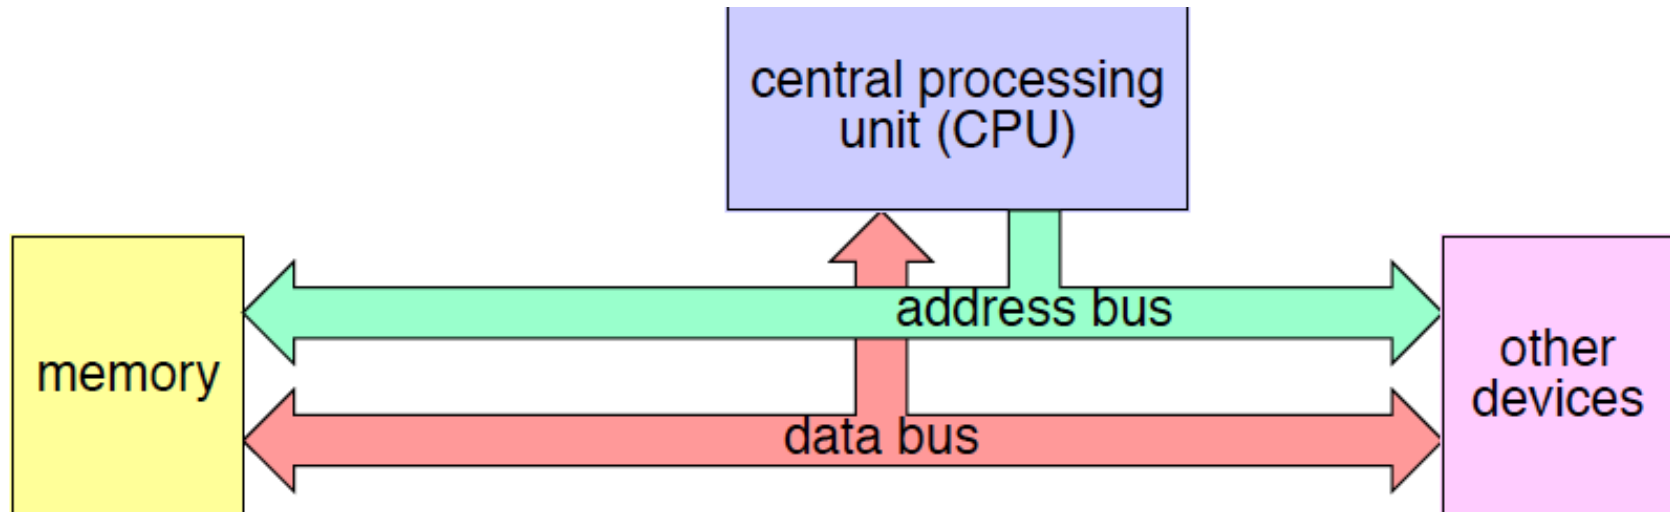 central processing
unit (CPU)
address bus
memory
other
devices
data bus